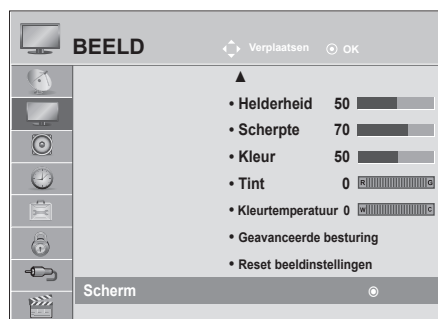 BEELD
Verplaatsen OK
• Helderheid 50
• Scherpte 70
• Kleur 50
• Tint 0 R G
• Kleurtemperatuur 0 W C
• Geavanceerde besturing
• Reset beeldinstellingen
Scherm